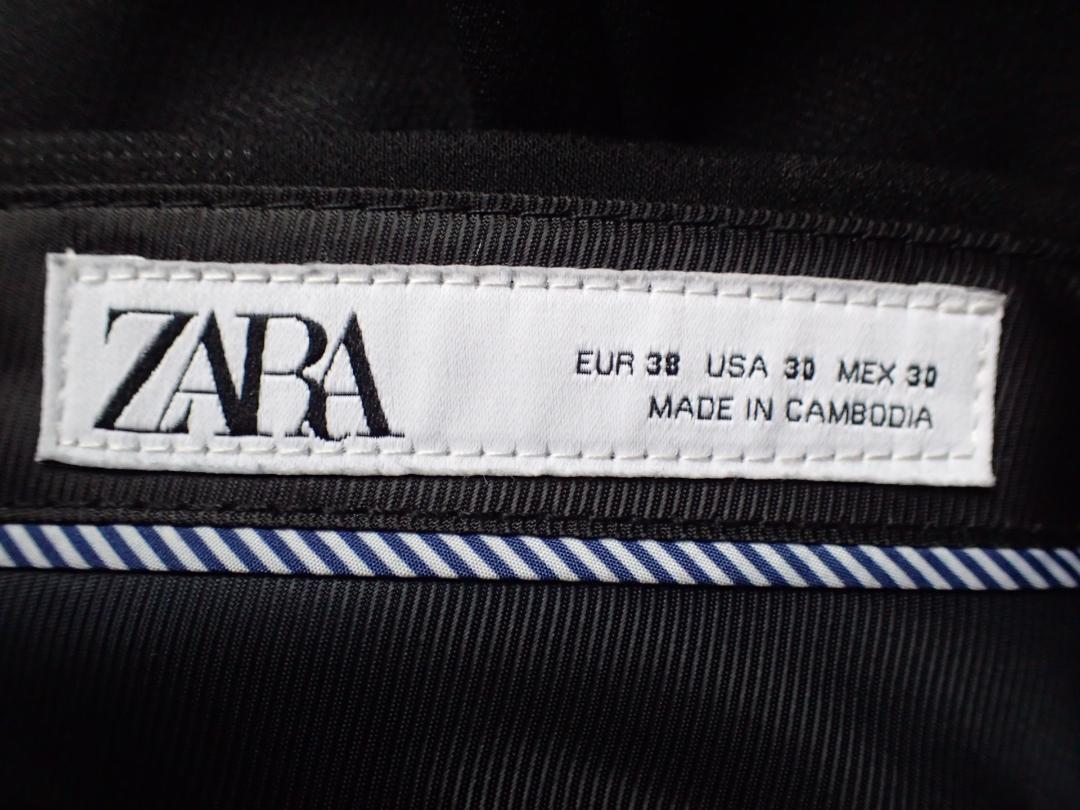 ZARA
EUR 38 USA 30 MEX 30
MADE IN CAMBODIA